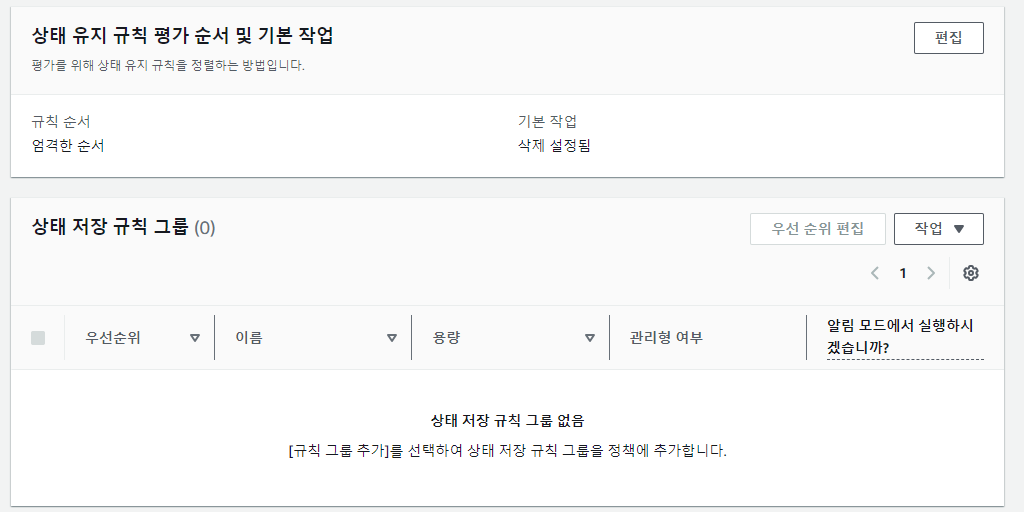 상태 유지 규칙 평가 순서 및 기본 작업
편집
평가를 위해 상태 유지 규칙을 정렬하는 방법입니다.
규칙 순서
기본 작업
엄격한 순서
삭제 설정됨
상태 저장 규칙 그룹 (0)
우선 순위 편집
작업
1
우선순위
이름
용량
관리형 여부
알림 모드에서 실행하시
겠습니까?
상태 저장 규칙 그룹 없음
[규칙 그룹 추가]를 선택하여 상태 저장 규칙 그룹을 정책에 추가합니다.